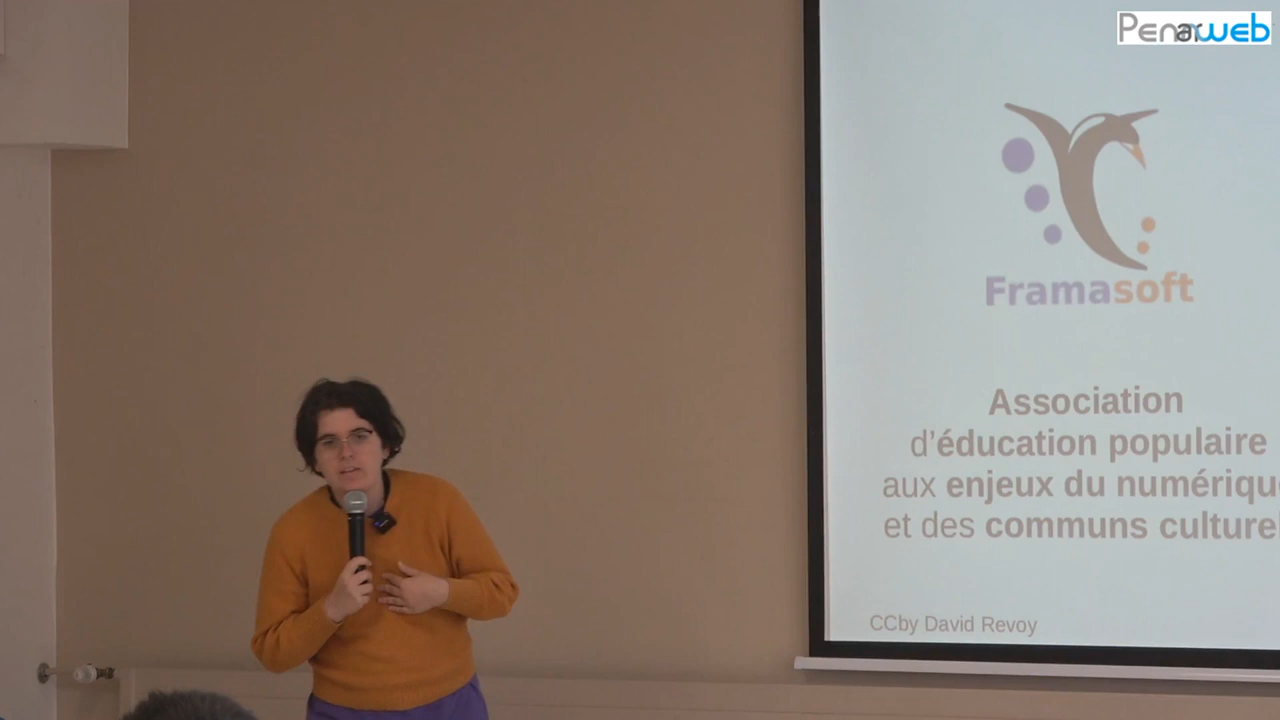 Penarweb
Framasoft
Association
d'éducation populaire
aux enjeux du numériqu
et des communs culturel
CCby David Revoy